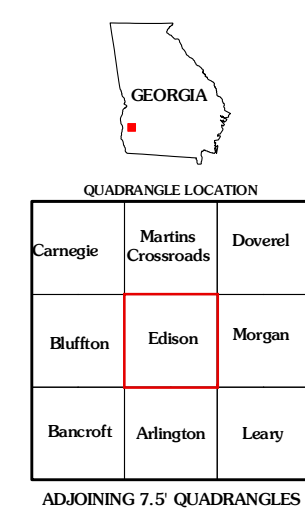 GEORGIA
QUADRANGLE LOCATION
Carnegie
Martins
Crossroads
Doverel
Bluffton
Edison
Morgan
Bancroft
Arlington
Leary
ADJOINING 7.5' QUADRANGLES